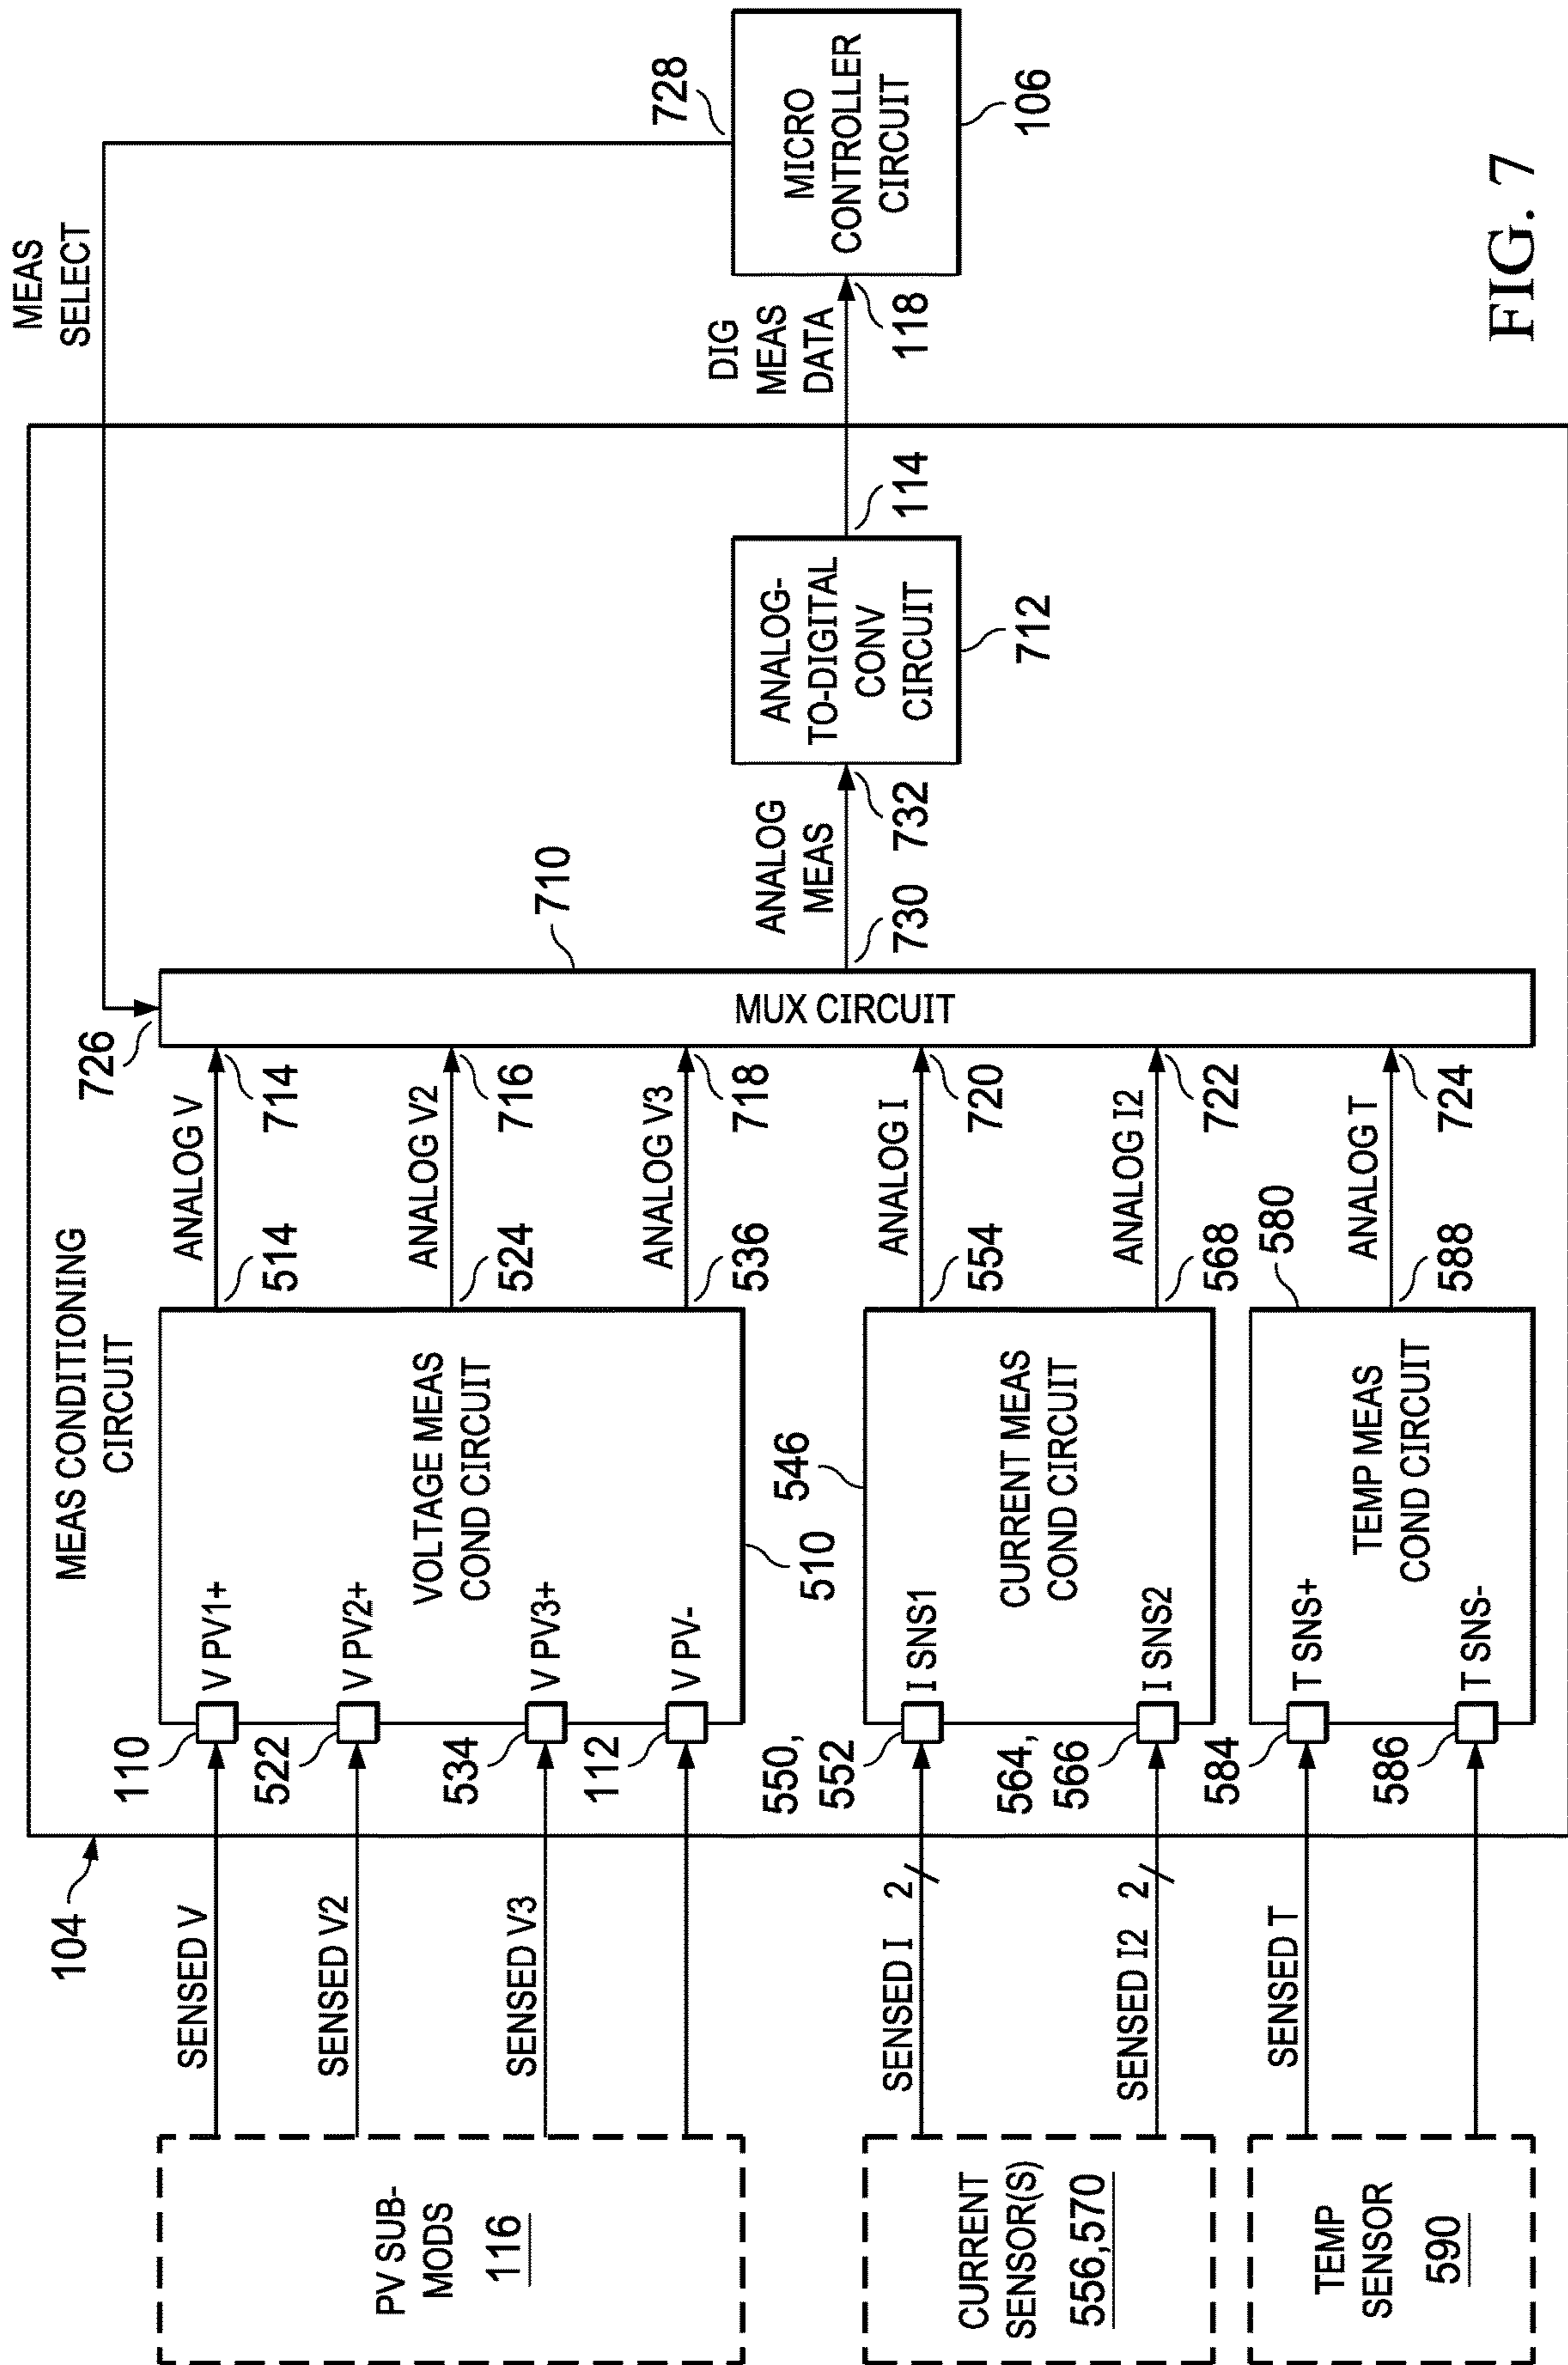 MEAS
SELECT
728
MICRO
CONTROLLER
CIRCUIT
106
DIG
MEAS
DATA
118
114
ANALOG-
TO-DIGITAL
CONV
CIRCUIT
712
ANALOG
MEAS
732
730
710
MUX CIRCUIT
726
MEAS CONDITIONING
CIRCUIT
104
ANALOG V
514
714
ANALOG V2
524
716
ANALOG V3
536
718
ANALOG I
554
720
ANALOG I2
568
722
ANALOG T
588
724
580
VOLTAGE MEAS
COND CIRCUIT
510
V PV1+
V PV2+
V PV3+
V PV-
110
522
534
112
546
CURRENT MEAS
COND CIRCUIT
I SNS1
I SNS2
550,
552
564,
566
TEMP MEAS
COND CIRCUIT
T SNS+
T SNS-
584
586
SENSED V
SENSED V2
SENSED V3
SENSED I
2
SENSED I2
2
SENSED T
PV SUB-
MODS
116
CURRENT
SENSOR(S)
556,570
TEMP
SENSOR
590
FIG. 7